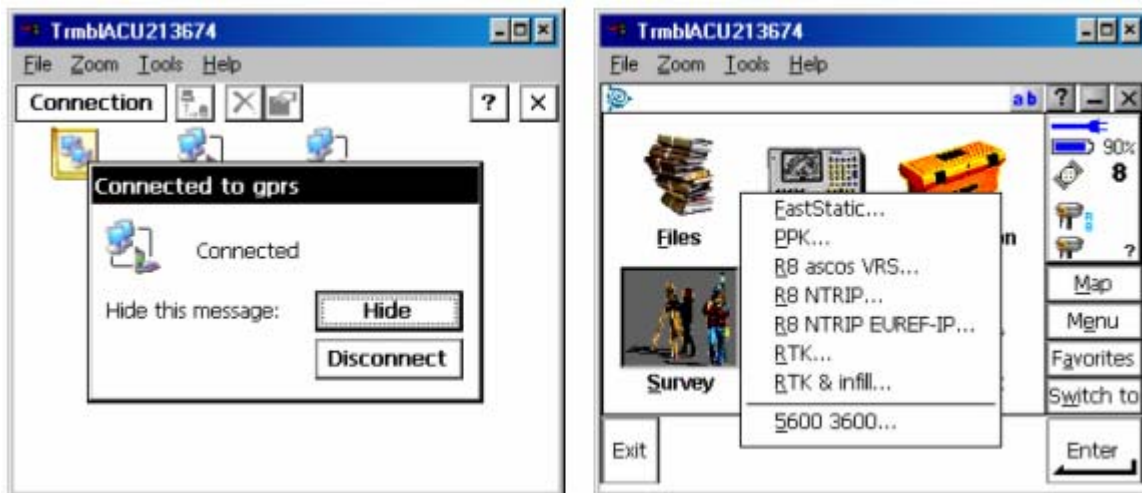 TrmblACU213674
File Zoom Tools Help
Connection ? ×
Connected to gprs
Connected
Hide this message: Hide
Disconnect
TrmblACU213674
File Zoom Tools Help
ab ?
90%
8
Files
?
FastStatic...
PPK...
R8 ascos VRS...
R8 NTRIP...
R8 NTRIP EUREF-IP...
RTK...
RTK & infill...
5600 3600...
Survey
Map
Menu
Favorites
Switch to
Exit
Enter